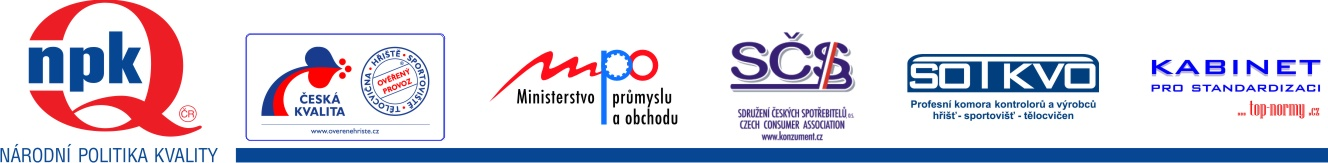 npk
ČR
NÁRODNÍ POLITIKA KVALITY
ČESKÁ
KVALITA
TĚLOCVIČNA • HŘIŠTĚ • SPORTOVIŠTĚ
OVĚŘENÝ
PROVOZ
www.overenehriste.cz
mpo
Ministerstvo průmyslu
a obchodu
SČS
SDRUŽENÍ ČESKÝCH SPOTŘEBITELŮ, o.s.
CZECH CONSUMER ASSOCIATION
www.konzument.cz
SOTKVO
Profesní komora kontrolorů a výrobců
hřišť - sportovišť - tělocvičen
KABINET
PRO STANDARDIZACI
... top-normy .cz